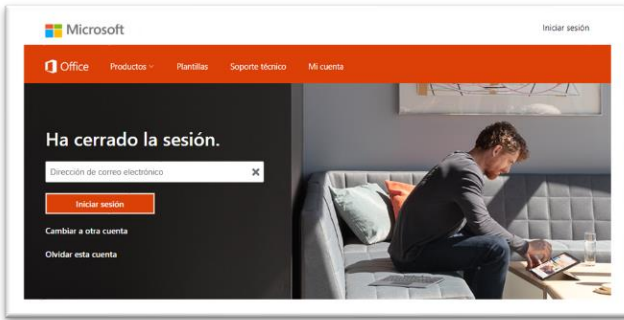 Microsoft
Iniciar sesión
Office Productos Plantillas Soporte técnico Mi cuenta
Ha cerrado la sesión.
Dirección de correo electrónico
Iniciar sesión
Cambiar a otra cuenta
Olvidar esta cuenta